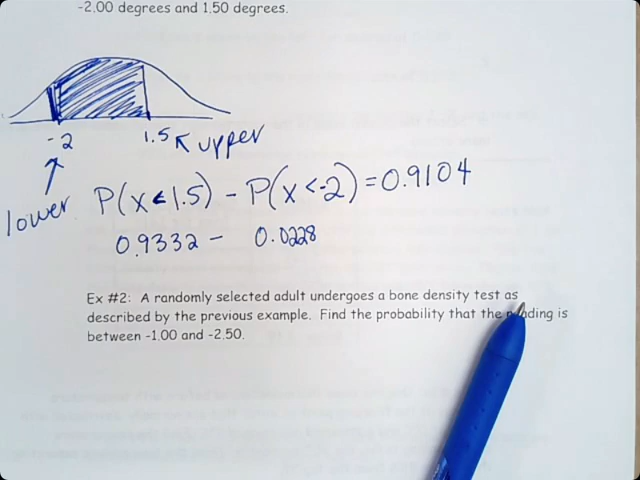 -2.00 degrees and 1.50 degrees.
-2 1.5 upper
lower P(x<1.5) - P(x<-2) = 0.9104
0.9332 - 0.0228
Ex #2: A randomly selected adult undergoes a bone density test as
described by the previous example. Find the probability that the reading is
between -1.00 and -2.50.